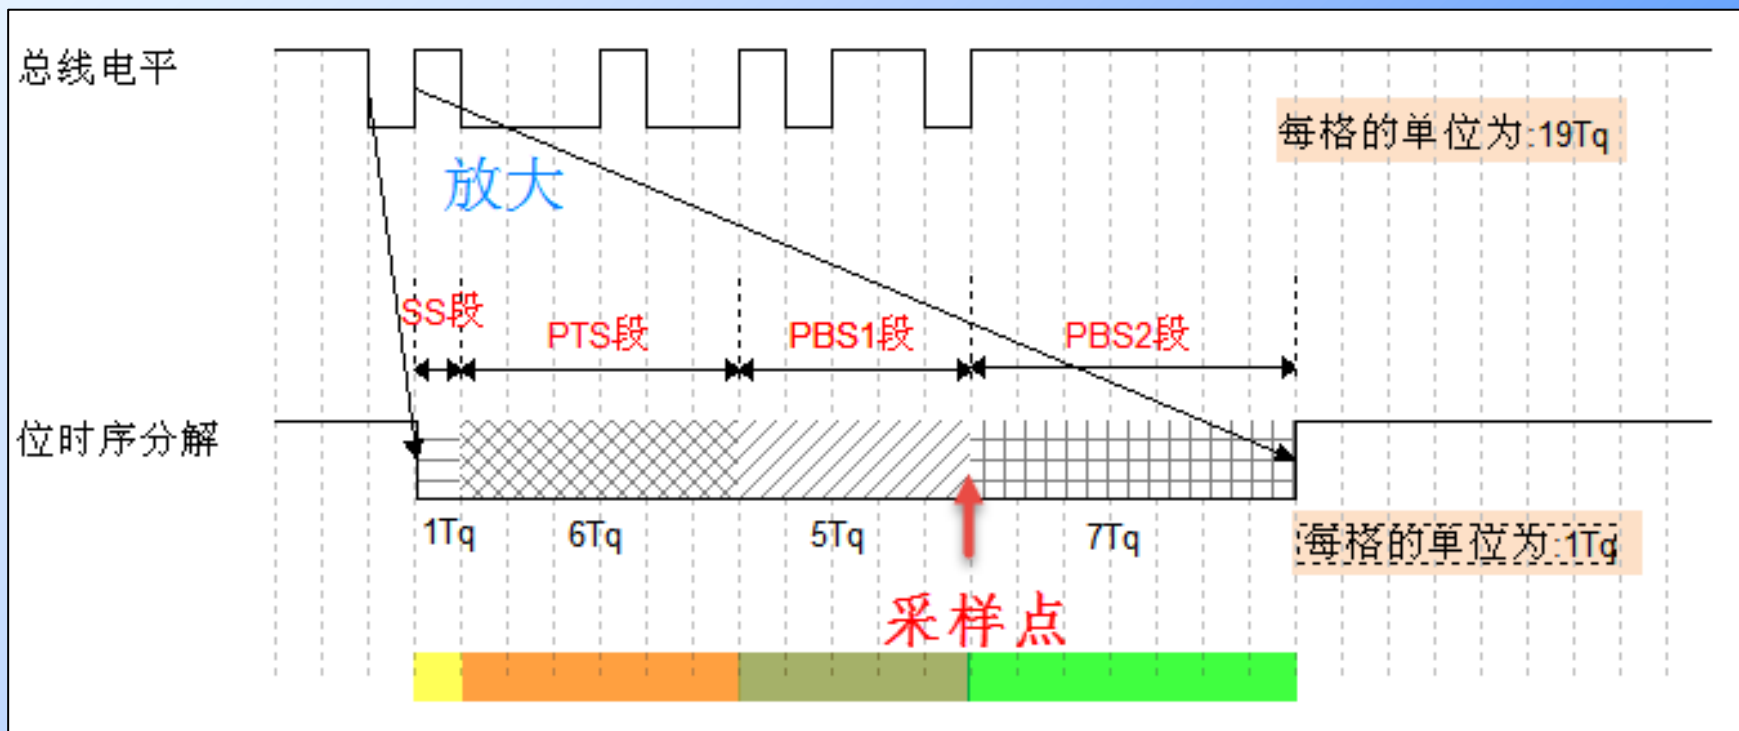 总线电平
每格的单位为:19Tq
放大
SS段
PTS段
PBS1段
PBS2段
位时序分解
1Tq
6Tq
5Tq
7Tq
每格的单位为:1Tq
采样点